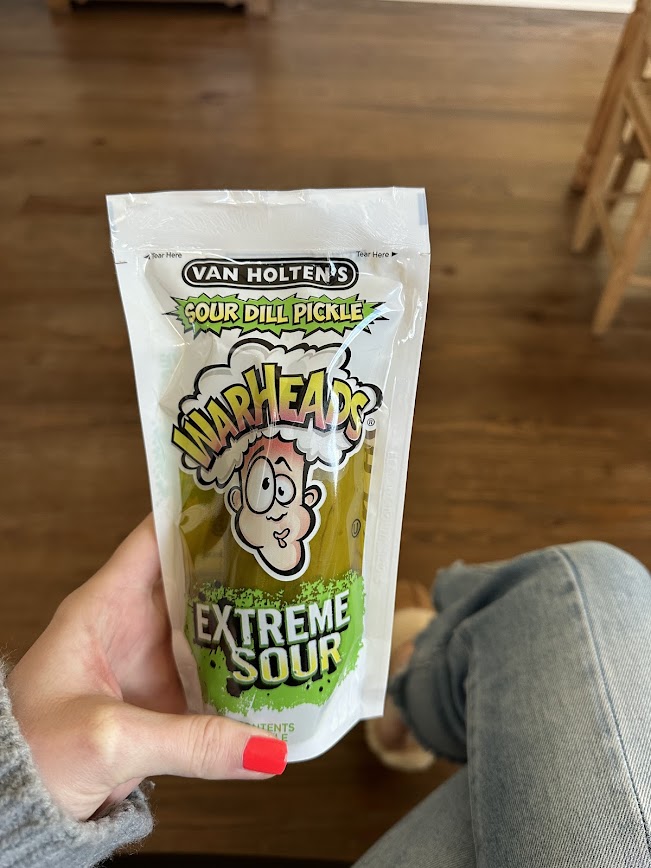 Tear Here
Tear Here
VAN HOLTEN'S
SOUR DILL PICKLE
WARHEADS®
U
EXTREME
SOUR